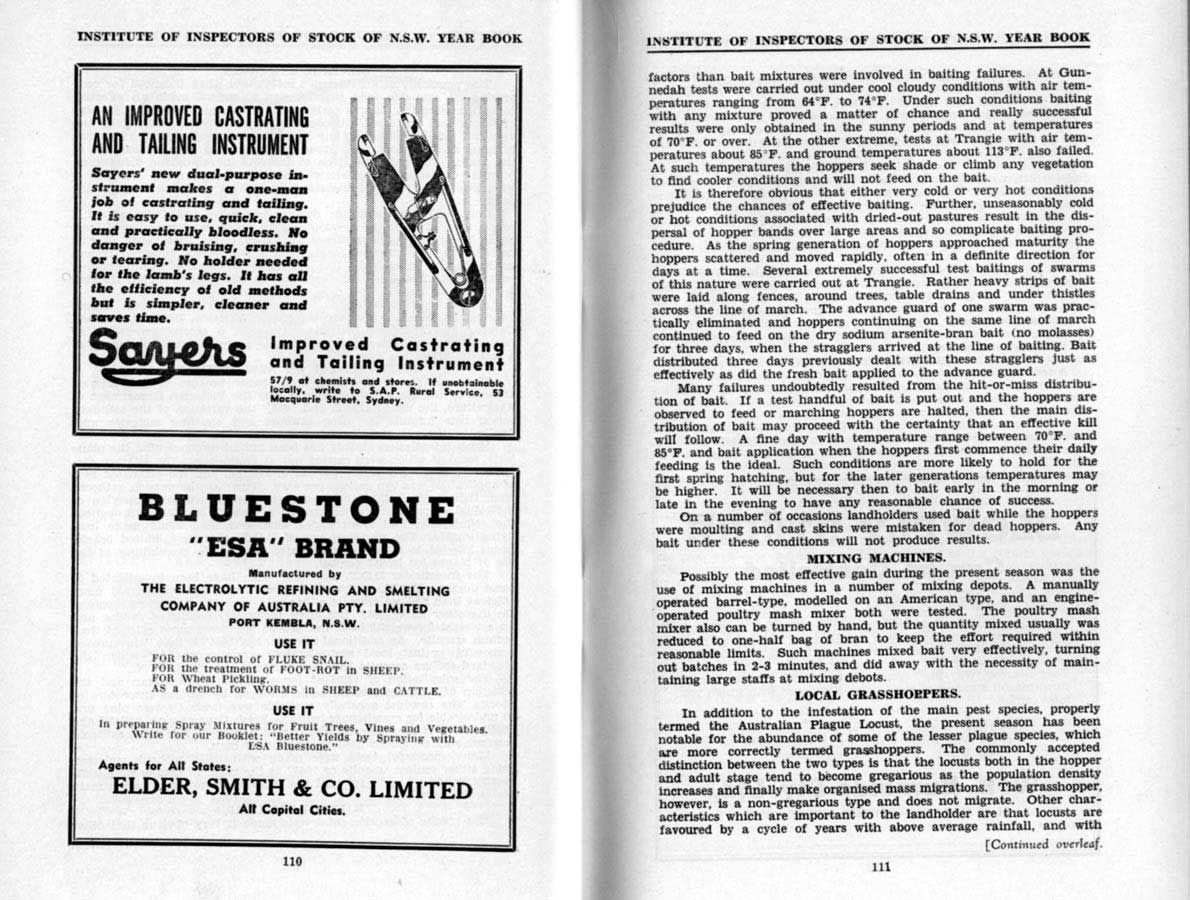 INSTITUTE OF INSPECTORS OF STOCK OF N.S.W. YEAR BOOK
AN IMPROVED CASTRATING
AND TAILING INSTRUMENT
Sayers' new dual-purpose in-
strument makes a one-man
job of castrating and tailing.
It is easy to use, quick, clean
and practically bloodless. No
danger of bruising, crushing
or tearing. No holder needed
for the lamb's legs. It has all
the efficiency of old methods
but is simpler, cleaner and
saves time.
Sayers
Improved Castrating
and Tailing Instrument
57/9 at chemists and stores. If unobtainable
locally, write to S.A.P. Rural Service, 53
Macquarie Street, Sydney.
BLUESTONE
"ESA" BRAND
Manufactured by
THE ELECTROLYTIC REFINING AND SMELTING
COMPANY OF AUSTRALIA PTY. LIMITED
PORT KEMBLA, N.S.W.
USE IT
FOR the control of FLUKE SNAIL.
FOR the treatment of FOOT-ROT in SHEEP.
FOR Wheat Pickling.
AS a drench for WORMS in SHEEP and CATTLE.
USE IT
In preparing Spray Mixtures for Fruit Trees, Vines and Vegetables.
Write for our Booklet: "Better Yields by Spraying with
ESA Bluestone."
Agents for All States:
ELDER, SMITH & CO. LIMITED
All Capital Cities.
110
INSTITUTE OF INSPECTORS OF STOCK OF N.S.W. YEAR BOOK
factors than bait mixtures were involved in baiting failures. At Gun-
nedah tests were carried out under cool cloudy conditions with air tem-
peratures ranging from 64°F. to 74°F. Under such conditions baiting
with any mixture proved a matter of chance and really successful
results were only obtained in the sunny periods and at temperatures
of 70°F. or over. At the other extreme, tests at Trangie with air tem-
peratures about 85°F. and ground temperatures about 113°F. also failed.
At such temperatures the hoppers seek shade or climb any vegetation
to find cooler conditions and will not feed on the bait.
It is therefore obvious that either very cold or very hot conditions
prejudice the chances of effective baiting. Further, unseasonably cold
or hot conditions associated with dried-out pastures result in the dis-
persal of hopper bands over large areas and so complicate baiting pro-
cedure. As the spring generation of hoppers approached maturity the
hoppers scattered and moved rapidly, often in a definite direction for
days at a time. Several extremely successful test baitings of swarms
of this nature were carried out at Trangie. Rather heavy strips of bait
were laid along fences, around trees, table drains and under thistles
across the line of march. The advance guard of one swarm was prac-
tically eliminated and hoppers continuing on the same line of march
continued to feed on the dry sodium arsenite-bran bait (no molasses)
for three days, when the stragglers arrived at the line of baiting. Bait
distributed three days previously dealt with these stragglers just as
effectively as did the fresh bait applied to the advance guard.
Many failures undoubtedly resulted from the hit-or-miss distribu-
tion of bait. If a test handful of bait is put out and the hoppers are
observed to feed or marching hoppers are halted, then the main dis-
tribution of bait may proceed with the certainty that an effective kill
will follow. A fine day with temperature range between 70°F. and
85°F. and bait application when the hoppers first commence their daily
feeding is the ideal. Such conditions are more likely to hold for the
first spring hatching, but for the later generations temperatures may
be higher. It will be necessary then to bait early in the morning or
late in the evening to have any reasonable chance of success.
On a number of occasions landholders used bait while the hoppers
were moulting and cast skins were mistaken for dead hoppers. Any
bait under these conditions will not produce results.
MIXING MACHINES.
Possibly the most effective gain during the present season was the
use of mixing machines in a number of mixing depots. A manually
operated barrel-type, modelled on an American type, and an engine-
operated poultry mash mixer both were tested. The poultry mash
mixer also can be turned by hand, but the quantity mixed usually was
reduced to one-half bag of bran to keep the effort required within
reasonable limits. Such machines mixed bait very effectively, turning
out batches in 2-3 minutes, and did away with the necessity of main-
taining large staffs at mixing debots.
LOCAL GRASSHOPPERS.
In addition to the infestation of the main pest species, properly
termed the Australian Plague Locust, the present season has been
notable for the abundance of some of the lesser plague species, which
are more correctly termed grasshoppers. The commonly accepted
distinction between the two types is that the locusts both in the hopper
and adult stage tend to become gregarious as the population density
increases and finally make organised mass migrations. The grasshopper,
however, is a non-gregarious type and does not migrate. Other char-
acteristics which are important to the landholder are that locusts are
favoured by a cycle of years with above average rainfall, and with
[Continued overleaf.
111